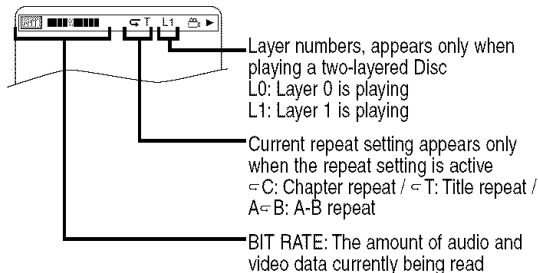 T L1
Layer numbers, appears only when
playing a two-layered Disc
L0: Layer 0 is playing
L1: Layer 1 is playing
Current repeat setting appears only
when the repeat setting is active
⊂C: Chapter repeat / ⊂T: Title repeat /
A⊂B: A-B repeat
BIT RATE: The amount of audio and
video data currently being read